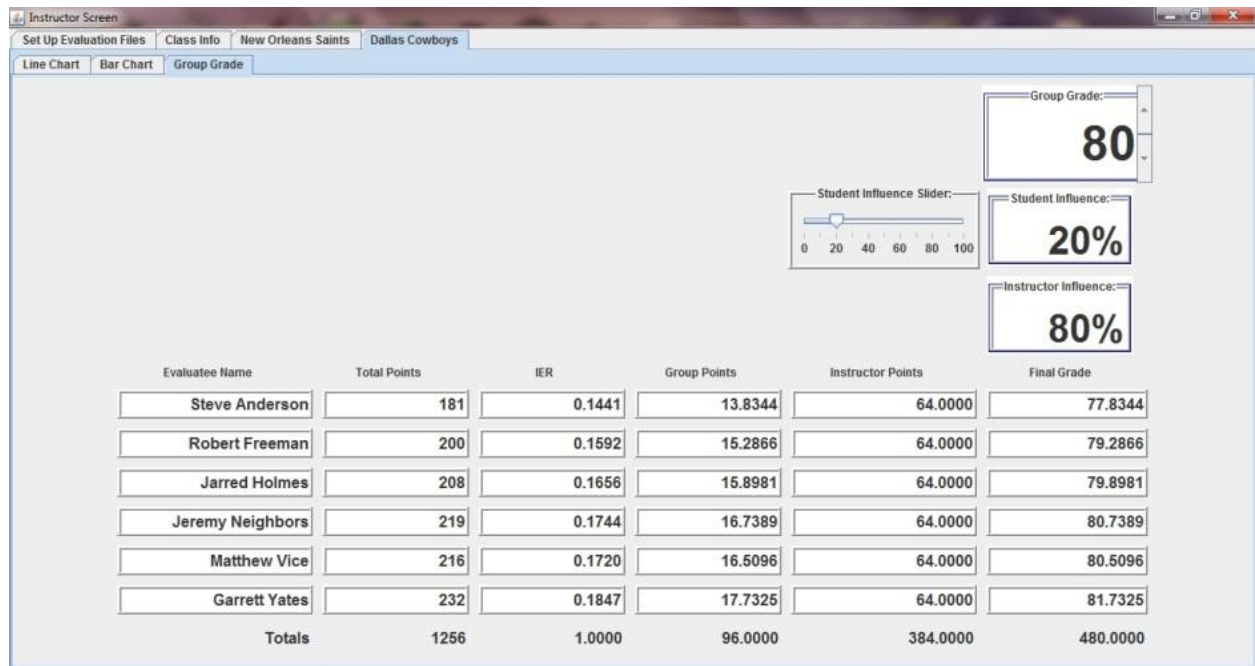 Instructor Screen
Set Up Evaluation Files Class Info New Orleans Saints Dallas Cowboys
Line Chart Bar Chart Group Grade
Group Grade:
80
Student Influence Slider:
0 20 40 60 80 100
Student Influence:
20%
Instructor Influence:
80%
Evaluatee Name Total Points IER Group Points Instructor Points Final Grade
Steve Anderson 181 0.1441 13.8344 64.0000 77.8344
Robert Freeman 200 0.1592 15.2866 64.0000 79.2866
Jarred Holmes 208 0.1656 15.8981 64.0000 79.8981
Jeremy Neighbors 219 0.1744 16.7389 64.0000 80.7389
Matthew Vice 216 0.1720 16.5096 64.0000 80.5096
Garrett Yates 232 0.1847 17.7325 64.0000 81.7325
Totals 1256 1.0000 96.0000 384.0000 480.0000